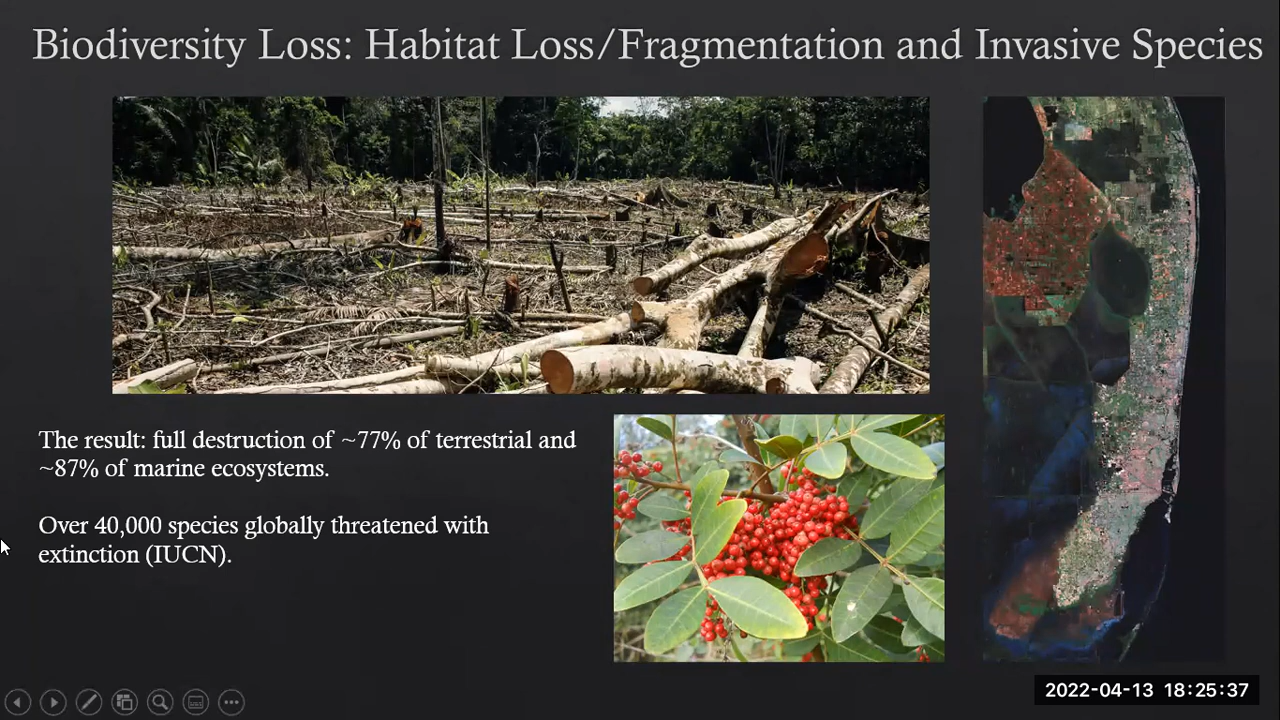 Biodiversity Loss: Habitat Loss/Fragmentation and Invasive Species
The result: full destruction of ~77% of terrestrial and
~87% of marine ecosystems.
Over 40,000 species globally threatened with
extinction (IUCN).
2022-04-13 18:25:37